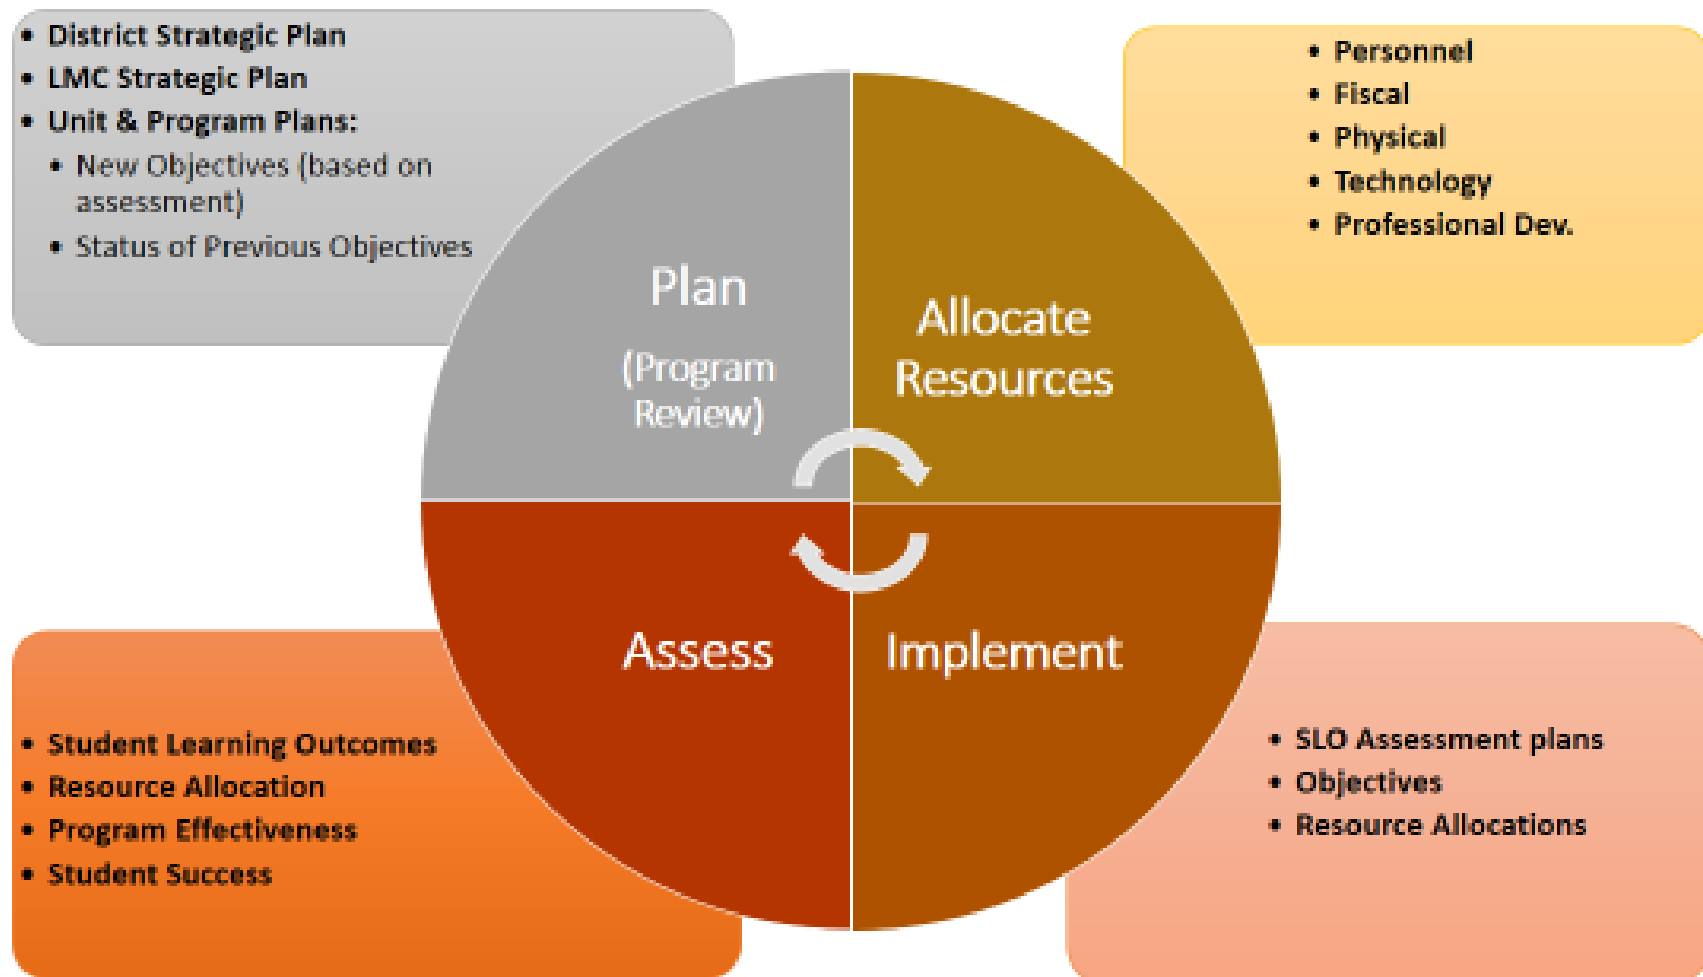 • District Strategic Plan
• LMC Strategic Plan
• Unit & Program Plans:
• New Objectives (based on
assessment)
• Status of Previous Objectives
• Personnel
• Fiscal
• Physical
• Technology
• Professional Dev.
Plan
(Program
Review)
Allocate
Resources
Assess
Implement
• Student Learning Outcomes
• Resource Allocation
• Program Effectiveness
• Student Success
• SLO Assessment plans
• Objectives
• Resource Allocations